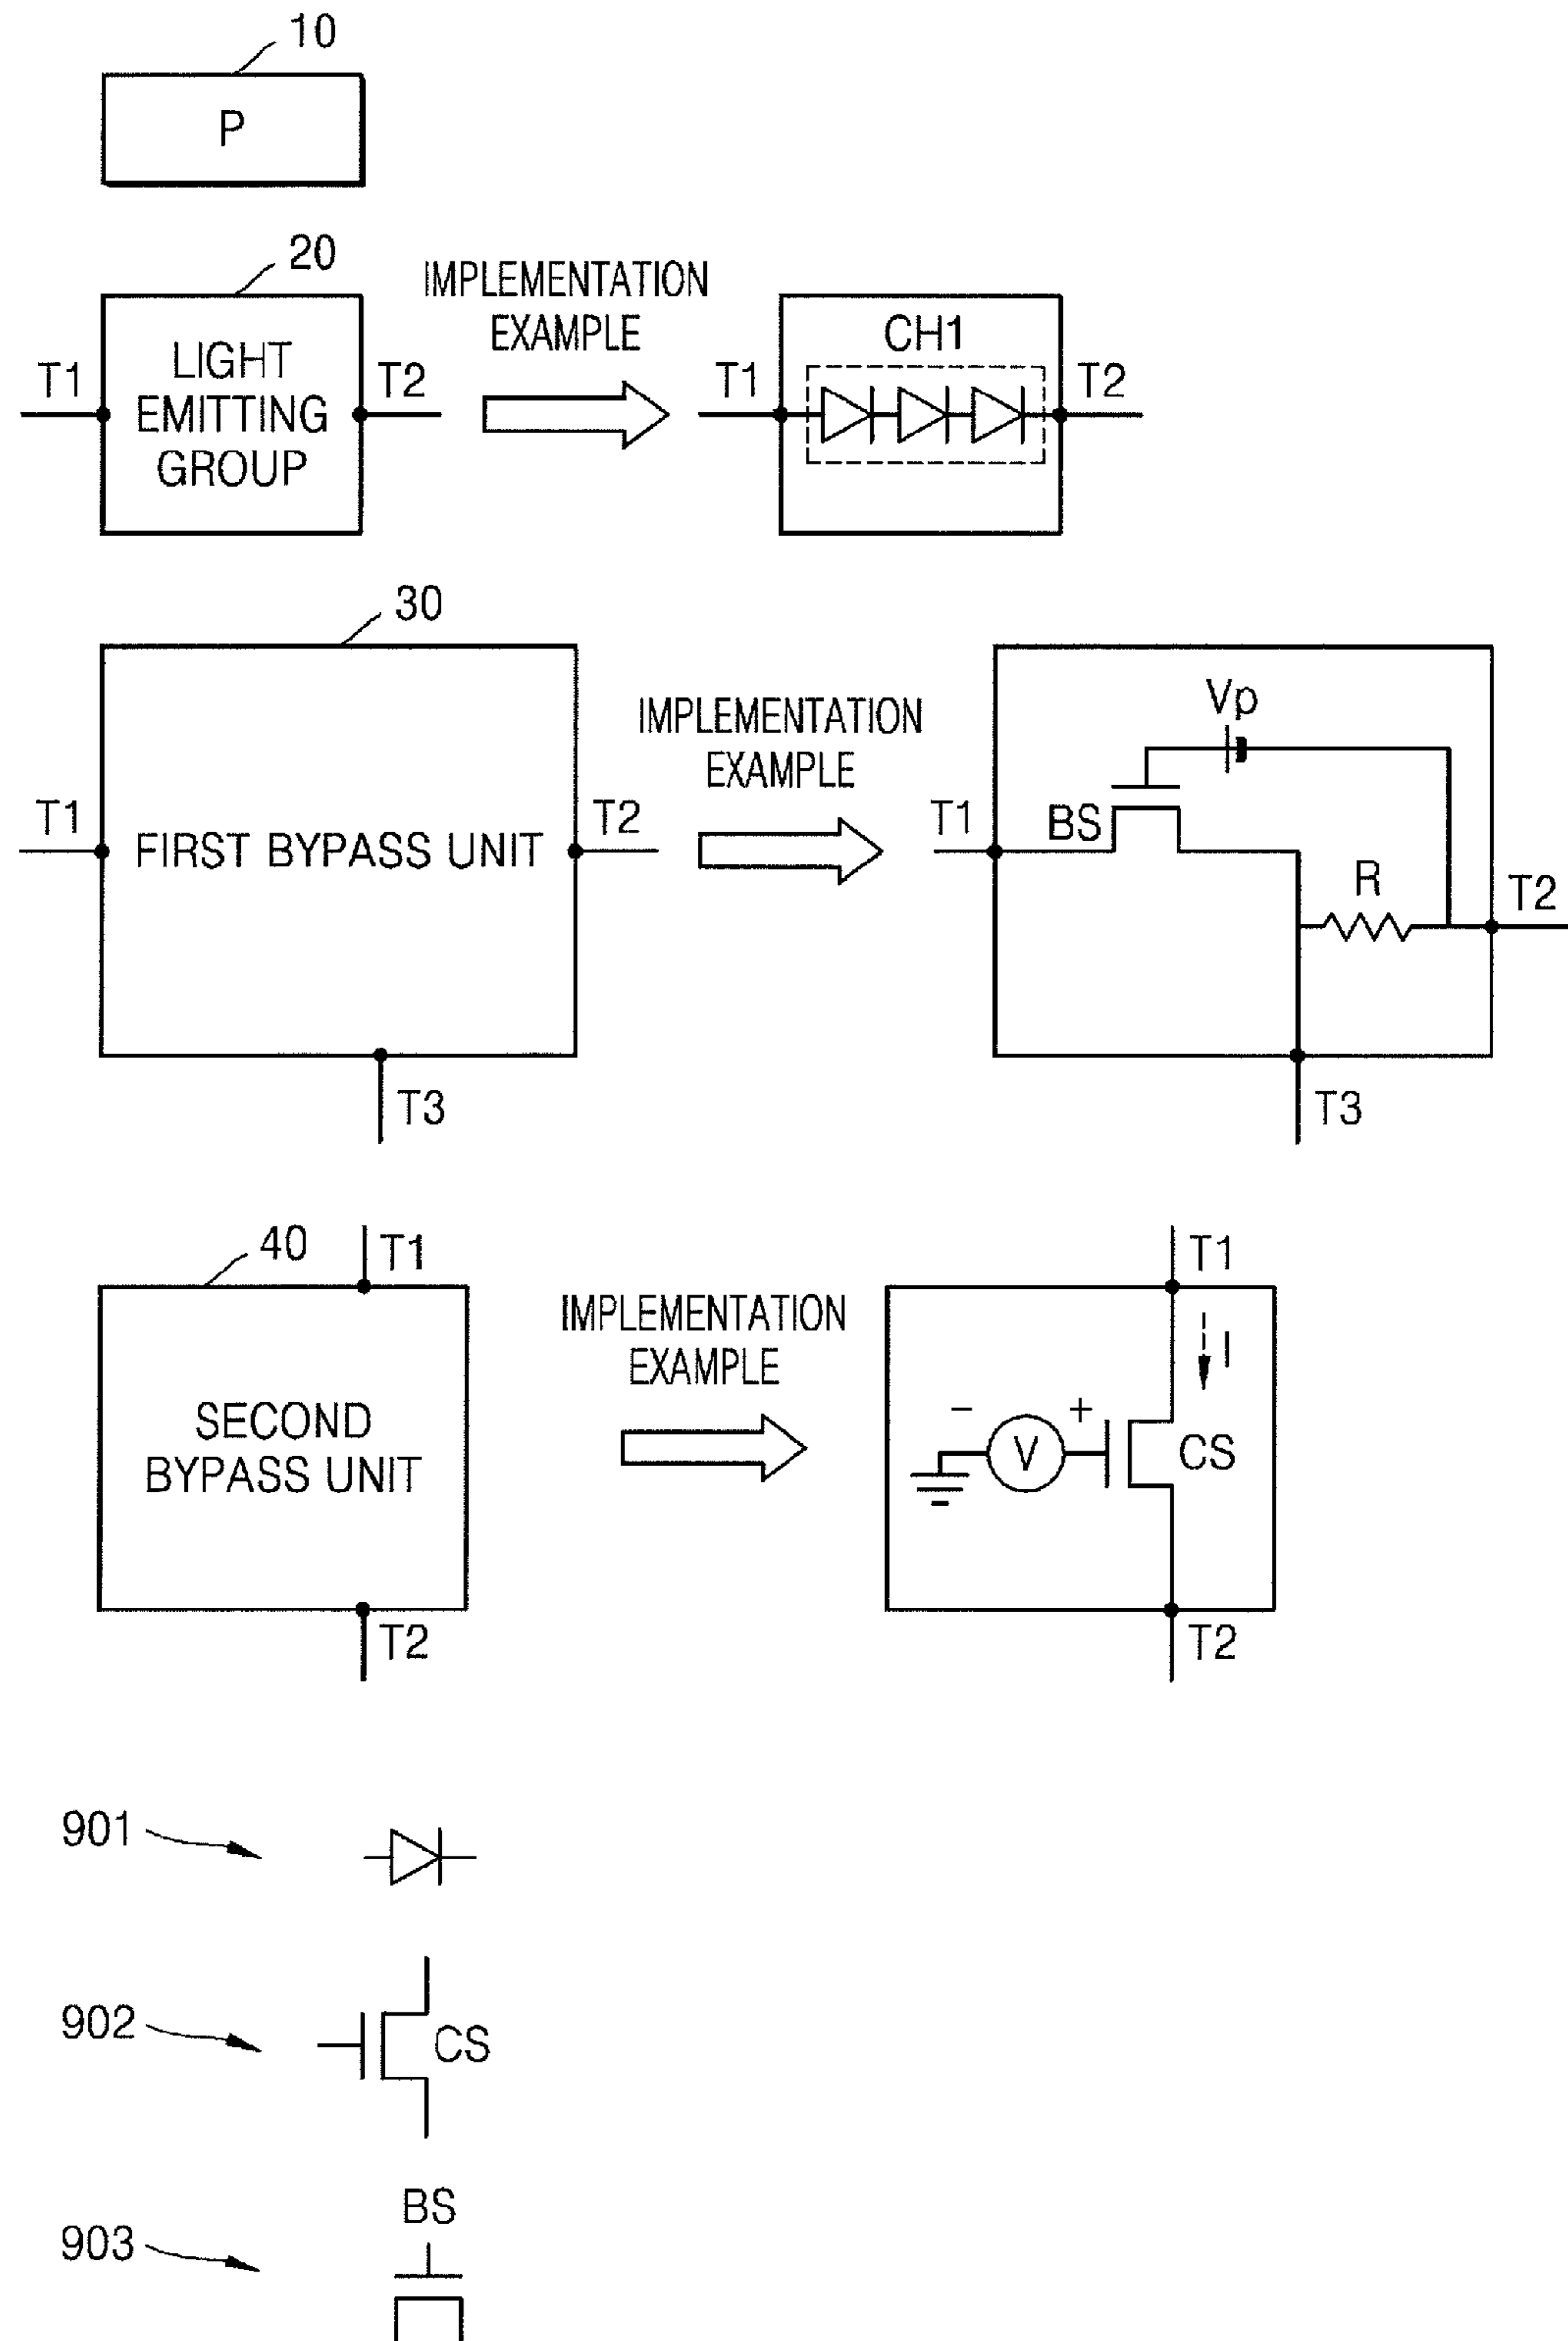 10
P
20
LIGHT
EMITTING
GROUP
T1
T2
IMPLEMENTATION
EXAMPLE
CH1
T1
T2
30
FIRST BYPASS UNIT
T1
T2
T3
IMPLEMENTATION
EXAMPLE
Vp
BS
R
T1
T2
T3
40
T1
SECOND
BYPASS UNIT
T2
IMPLEMENTATION
EXAMPLE
T1
I
- V +
CS
T2
901
902
CS
BS
903